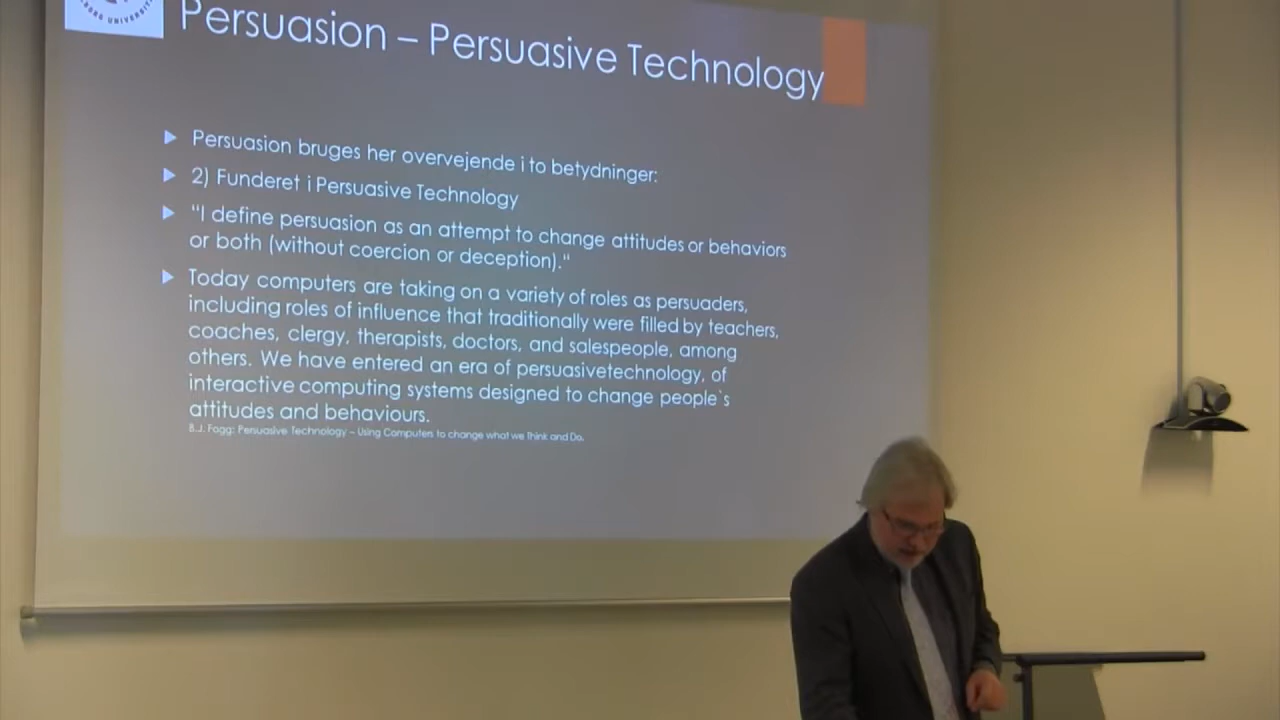 Persuasion – Persuasive Technology
Persuasion bruges her overvejende i to betydninger:
2) Funderet i Persuasive Technology
"I define persuasion as an attempt to change attitudes or behaviors
or both (without coercion or deception)."
Today computers are taking on a variety of roles as persuaders,
including roles of influence that traditionally were filled by teachers,
coaches, clergy, therapists, doctors, and salespeople, among
others. We have entered an era of persuasivetechnology, of
interactive computing systems designed to change people`s
attitudes and behaviours.
B.J. Fogg: Persuasive Technology – Using Computers to change what we Think and Do.